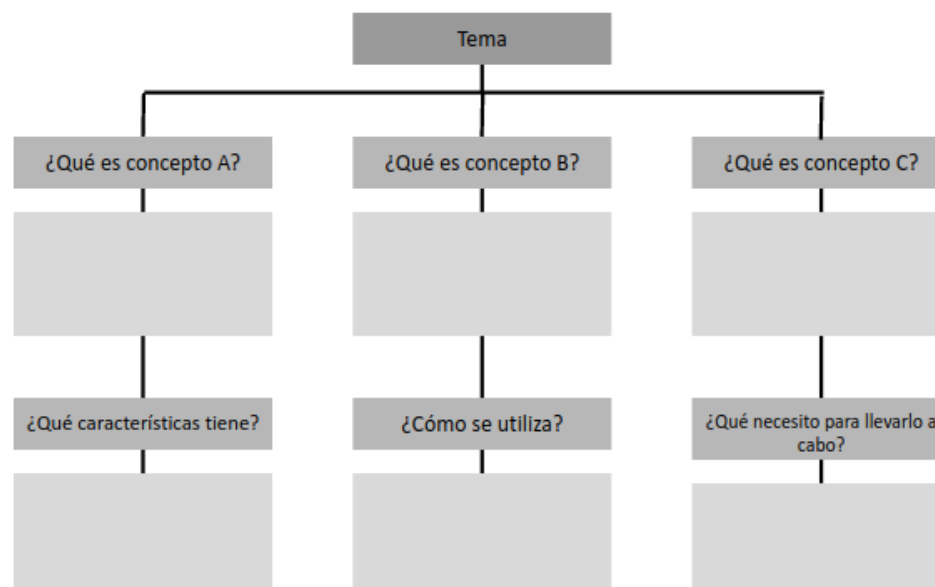 Tema
¿Qué es concepto A?
¿Qué es concepto B?
¿Qué es concepto C?
¿Qué características tiene?
¿Cómo se utiliza?
¿Qué necesito para llevarlo a
cabo?